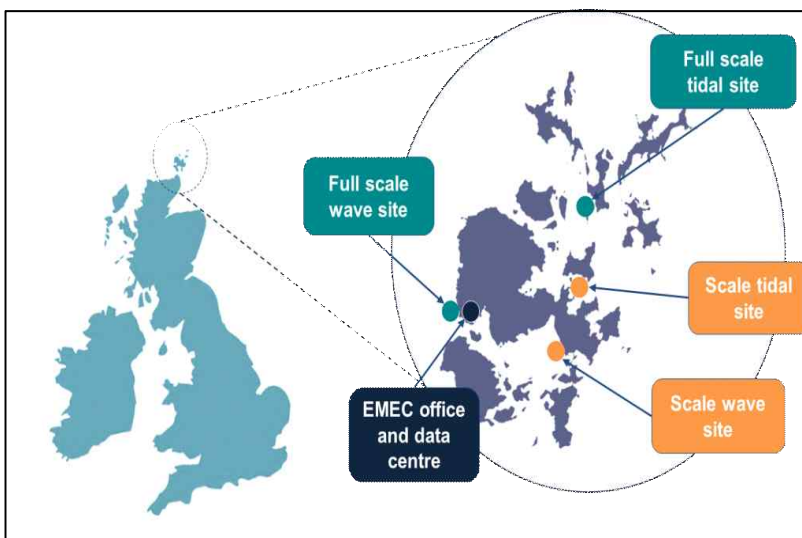 Full scale
tidal site
Full scale
wave site
Scale tidal
site
EMEC office
and data
centre
Scale wave
site